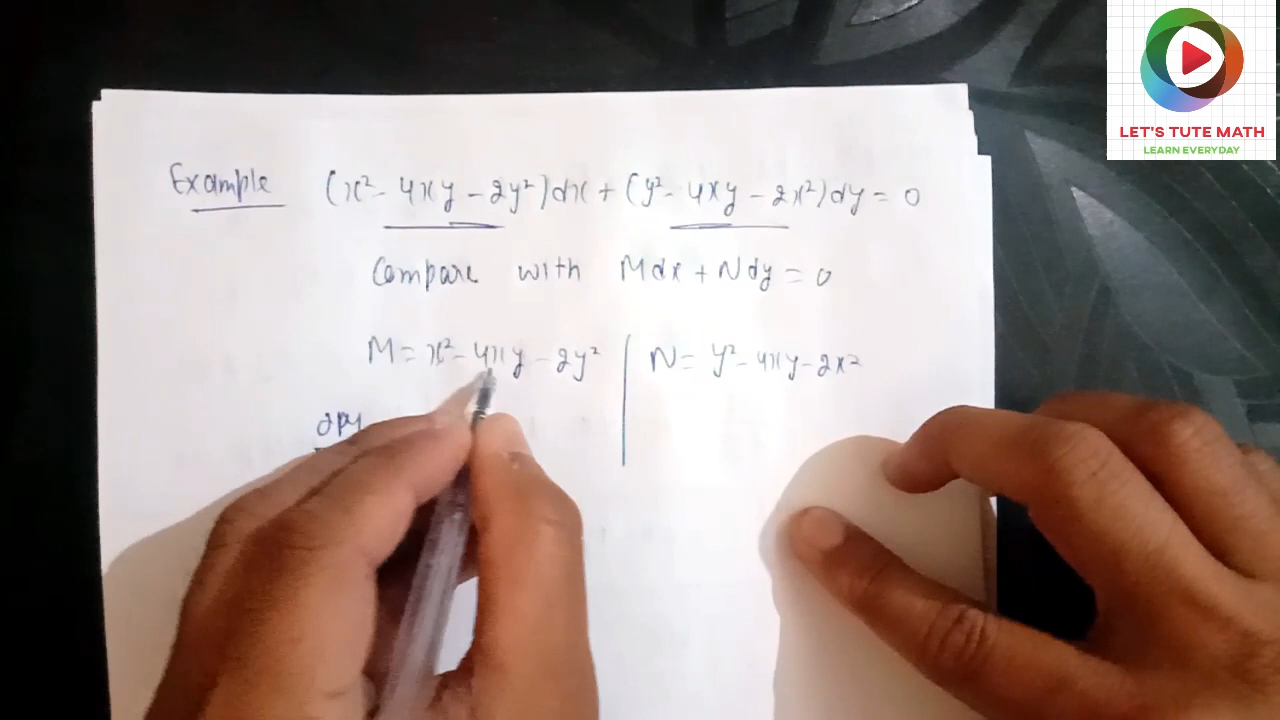 LET'S TUTE MATH
LEARN EVERYDAY
Example (x² - 4xy - 2y²)dx + (y² - 4xy - 2x²)dy = 0
Compare with Mdx + Ndy = 0
M = x² - 4xy - 2y² | N = y² - 4xy - 2x²